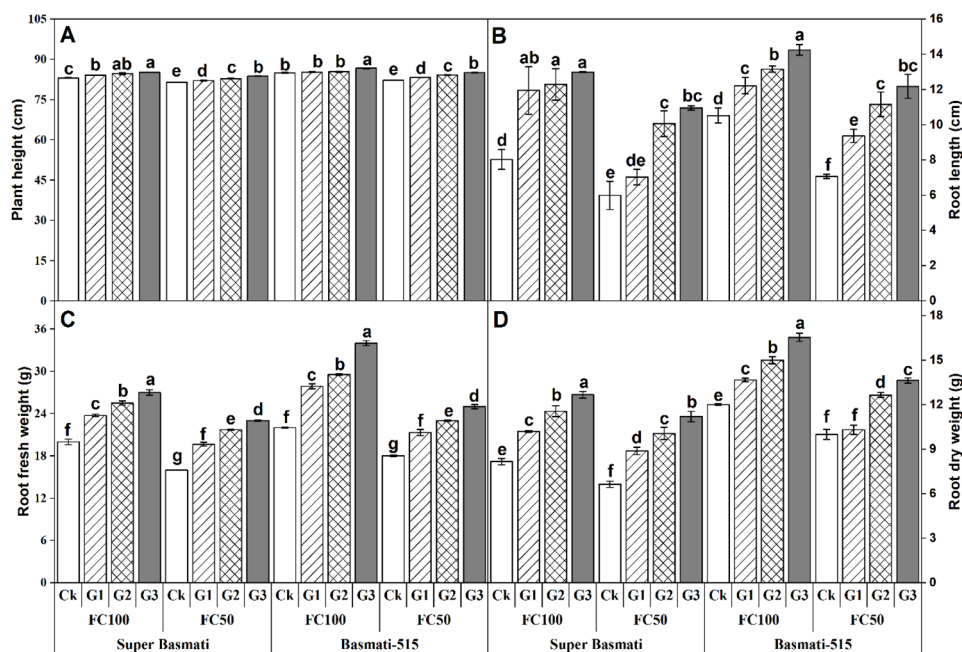 A
B
105
90
75
60
45
30
15
0
Plant height (cm)
c b ab a e d c b b b b a e c b b
d ab a a e de c bc d c b a f e c bc
16
14
12
10
8
6
4
2
0
Root length (cm)
C
D
36
30
24
18
12
6
0
Root fresh weight (g)
f c b a g f e d f c b a g f e d
e c b a f d c b e c b a f f d c
18
15
12
9
6
3
0
Root dry weight (g)
Ck G1 G2 G3 Ck G1 G2 G3 Ck G1 G2 G3 Ck G1 G2 G3 Ck G1 G2 G3 Ck G1 G2 G3 Ck G1 G2 G3 Ck G1 G2 G3
FC100 FC50 FC100 FC50 FC100 FC50 FC100 FC50
Super Basmati Basmati-515 Super Basmati Basmati-515